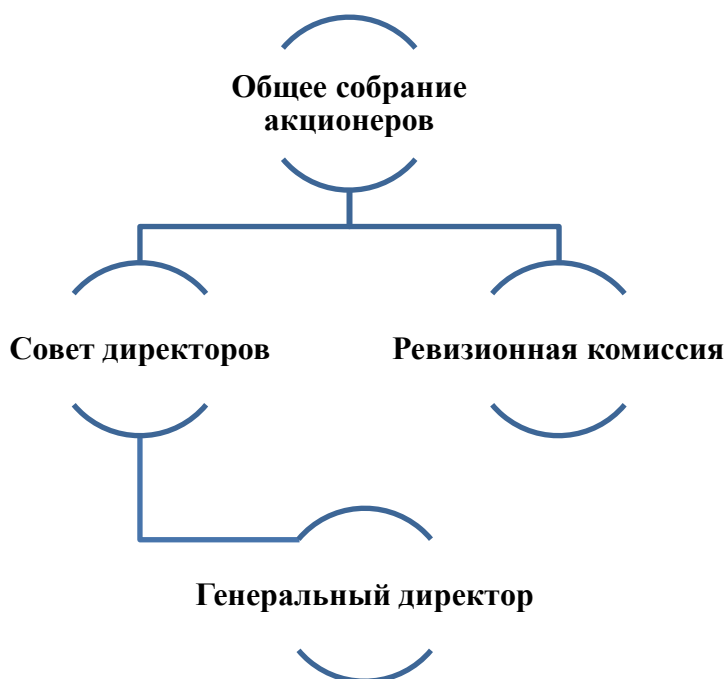 Общее собрание
акционеров
Совет директоров
Ревизионная комиссия
Генеральный директор